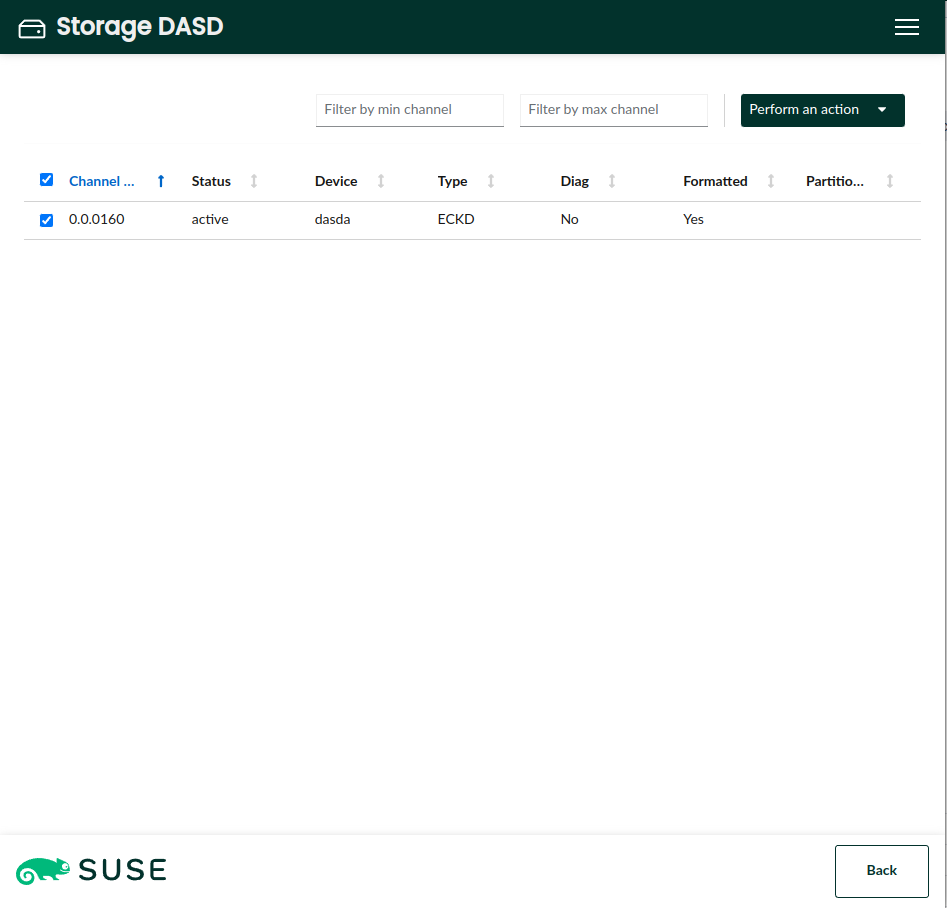 Storage DASD
Filter by min channel Filter by max channel Perform an action
Channel ... Status Device Type Diag Formatted Partitio...
0.0.0160 active dasda ECKD No Yes
SUSE Back